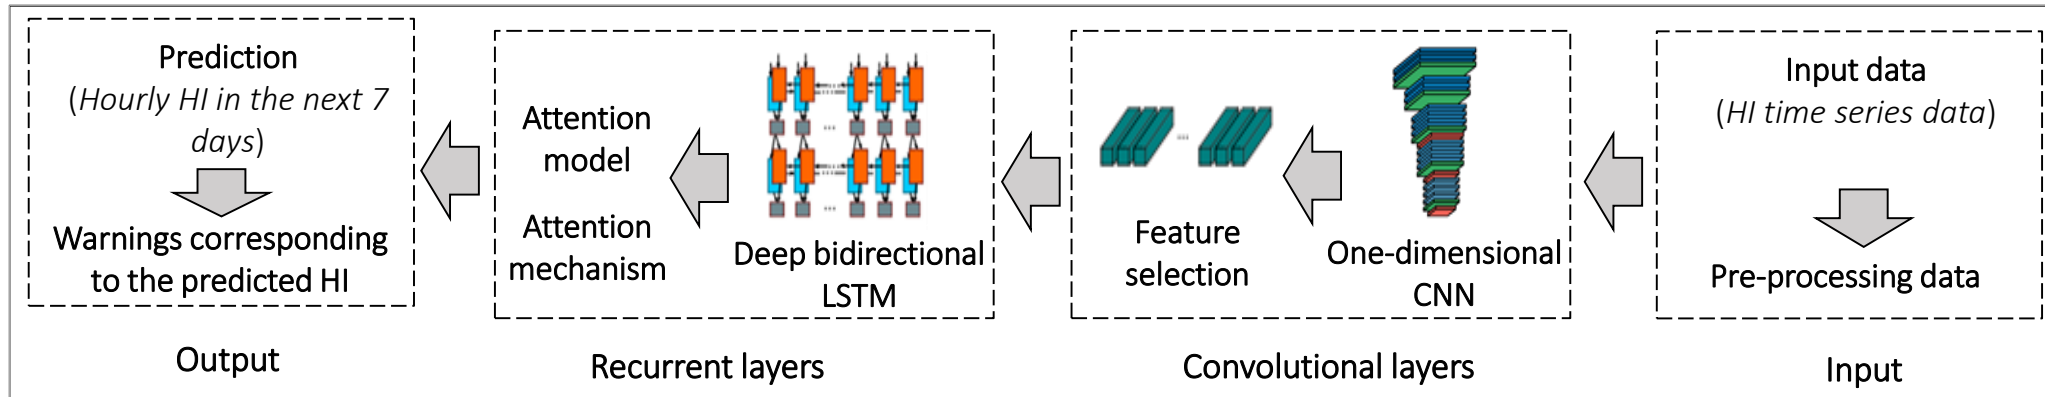 Prediction
(Hourly HI in the next 7
days)
Warnings corresponding
to the predicted HI
Output
Attention
model
Attention
mechanism
...
...
Deep bidirectional
LSTM
Recurrent layers
...
Feature
selection
One-dimensional
CNN
Convolutional layers
Input data
(HI time series data)
Pre-processing data
Input